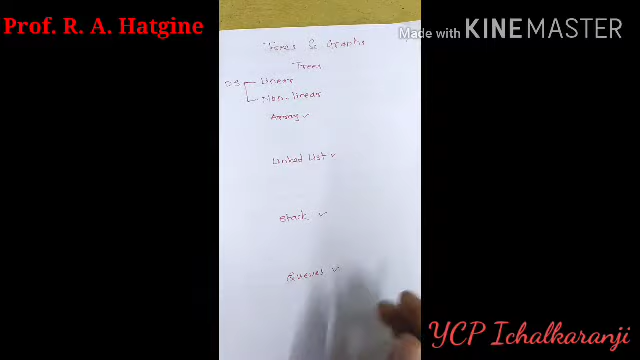 Prof. R. A. Hatgine
Made with KINEMASTER
Trees & Graphs
Trees
DS Linear
Non-linear
Array ✓
Linked List ✓
Stack ✓
Queues ✓
YCP Ichalkaranji